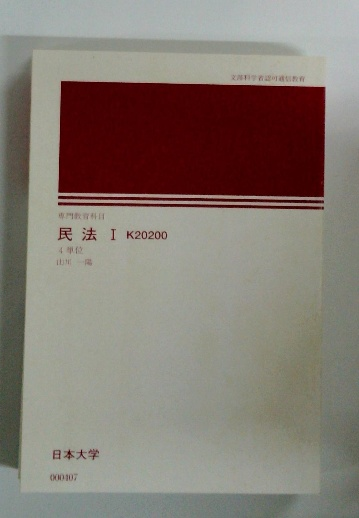 文部科学省認可通信教育
専門教育科目
民法 I K20200
4単位
日本大学
000407